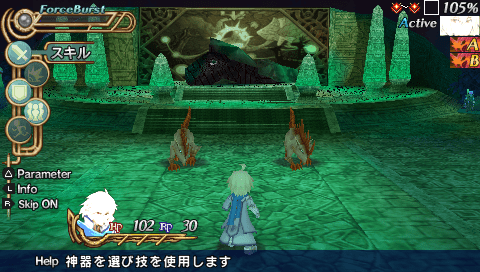 ForceBurst
105%
Active
スキル
A
B
△ Parameter
L Info
R Skip ON
HP 102 RP 30
Help 神器を選び技を使用します